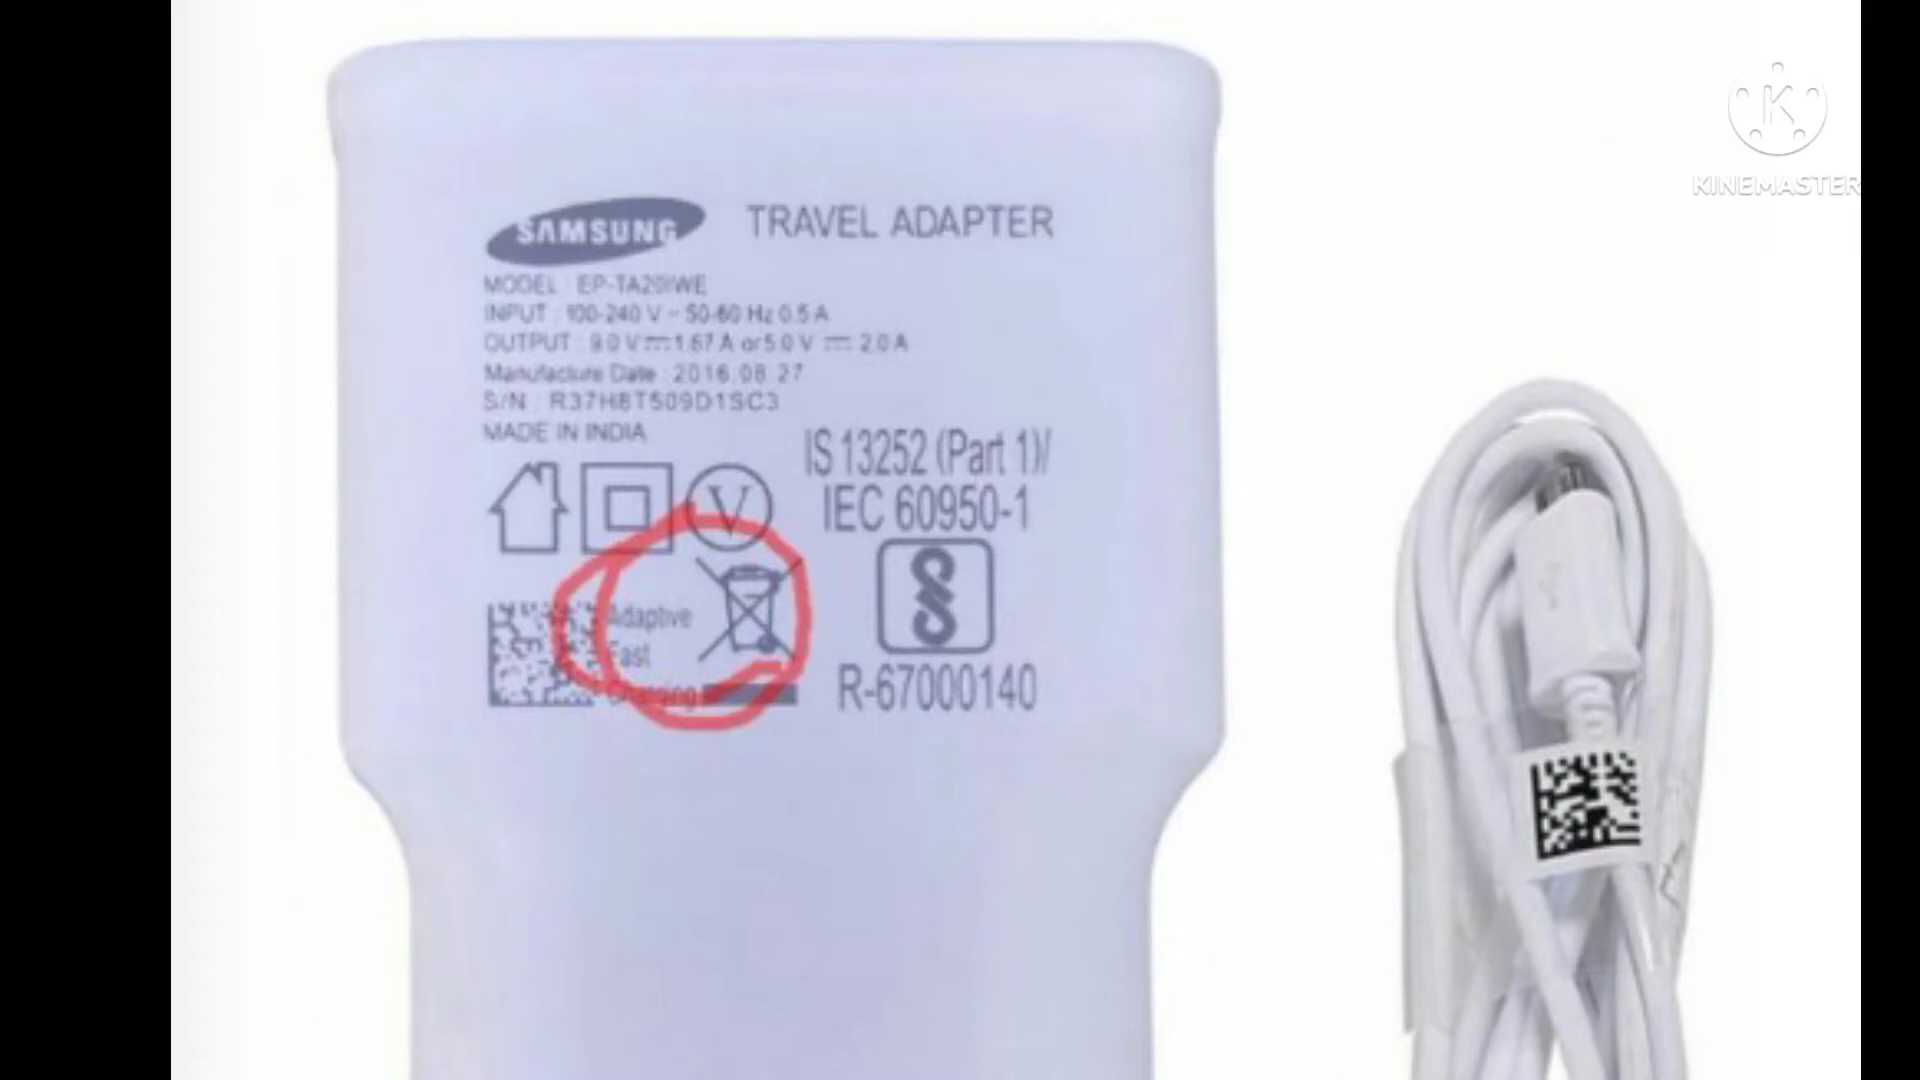 KINEMASTER
SAMSUNG TRAVEL ADAPTER
MODEL : EP-TA20IWE
INPUT : 100-240 V ~ 50-60 Hz 0.5 A
OUTPUT : 9.0 V ⎓ 1.67 A or 5.0 V ⎓ 2.0 A
Manufacture Date : 2016.08.27
S/N : R37H8T509D1SC3
MADE IN INDIA
IS 13252 (Part 1)/
IEC 60950-1
V
Adaptive
Fast
Charging
R-67000140